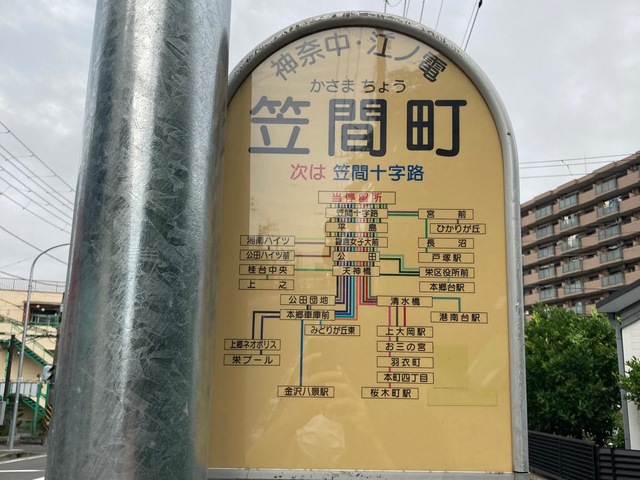 神奈中・江ノ電
かさま ちょう
笠間町
次は 笠間十字路
当停留所
笠間十字路
宮前
平島
ひかりが丘
湘南ハイツ
鎌倉女子大前
長沼
公田ハイツ前
公田
戸塚駅
桂台中央
天神橋
栄区役所前
上之
本郷台駅
公田団地
清水橋
本郷車庫前
港南台駅
みどりが丘東
上大岡駅
上郷ネオポリス
お三の宮
栄プール
羽衣町
本町四丁目
金沢八景駅
桜木町駅